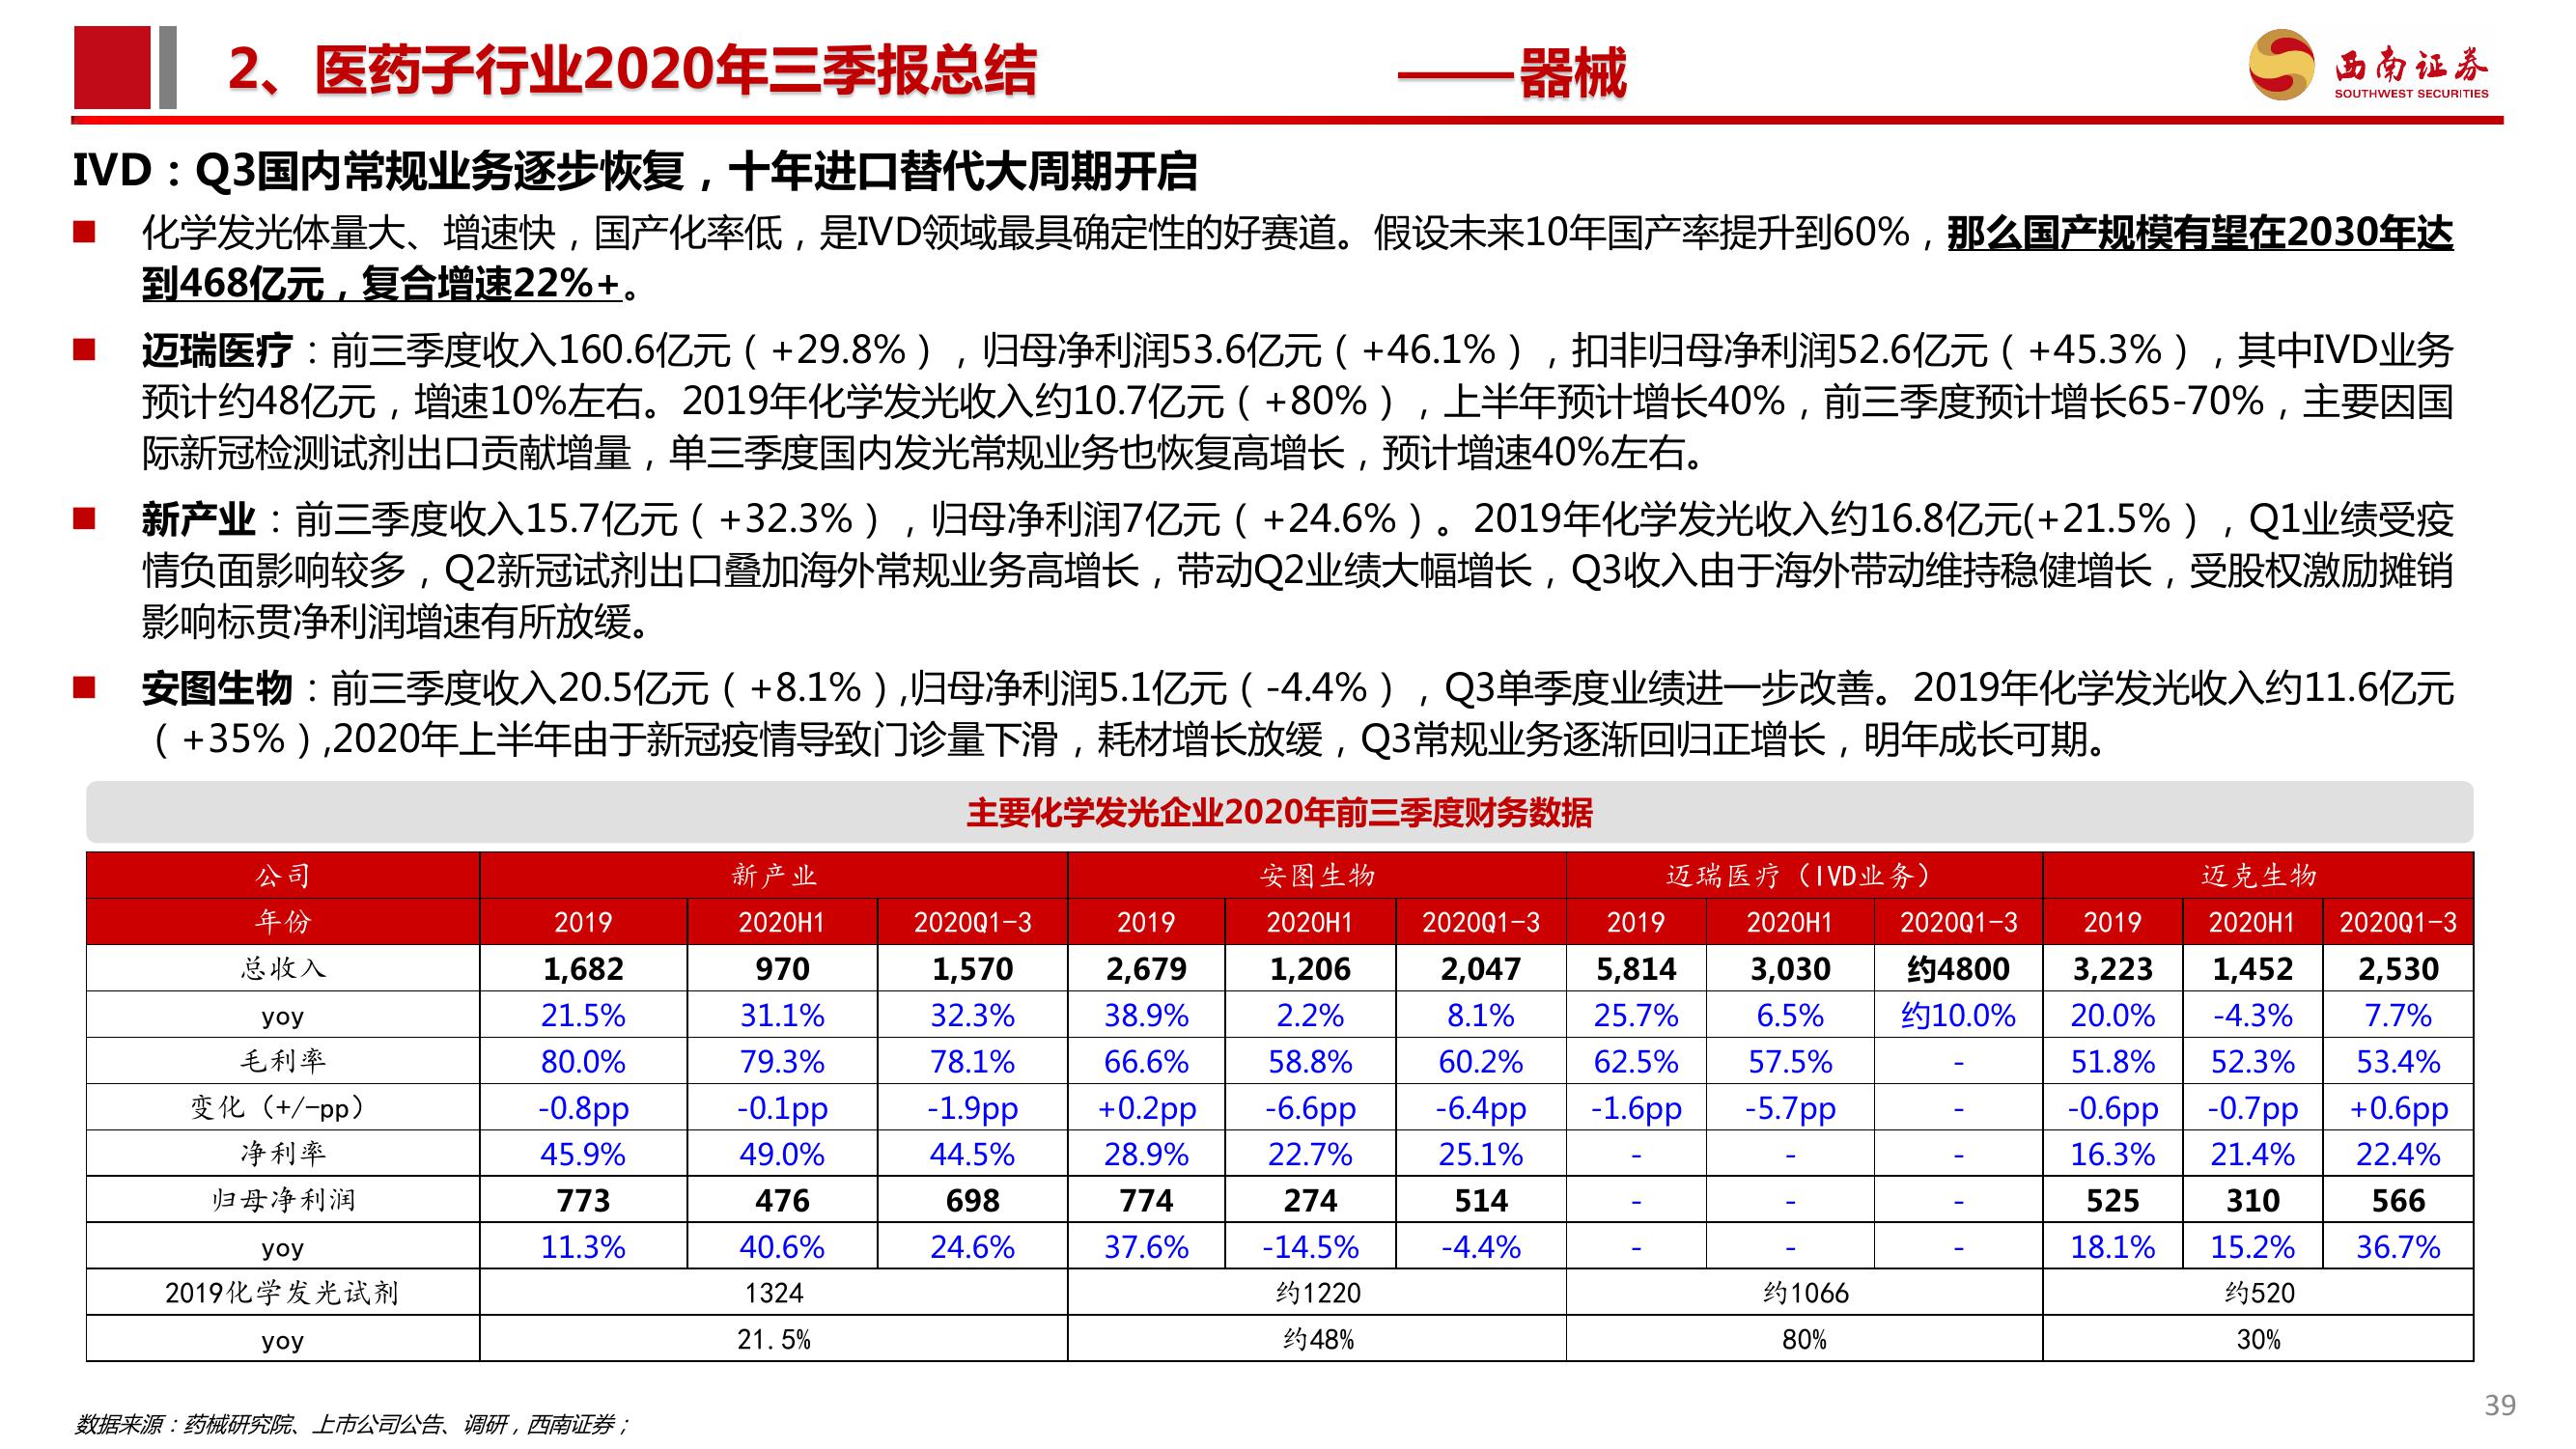 2、医药子行业2020年三季报总结 ——器械
西南证券
SOUTHWEST SECURITIES
IVD：Q3国内常规业务逐步恢复，十年进口替代大周期开启
■ 化学发光体量大、增速快，国产化率低，是IVD领域最具确定性的好赛道。假设未来10年国产率提升到60%，那么国产规模有望在2030年达
到468亿元，复合增速22%+。
■ 迈瑞医疗：前三季度收入160.6亿元（+29.8%），归母净利润53.6亿元（+46.1%），扣非归母净利润52.6亿元（+45.3%），其中IVD业务
预计约48亿元，增速10%左右。2019年化学发光收入约10.7亿元（+80%），上半年预计增长40%，前三季度预计增长65-70%，主要因国
际新冠检测试剂出口贡献增量，单三季度国内发光常规业务也恢复高增长，预计增速40%左右。
■ 新产业：前三季度收入15.7亿元（+32.3%），归母净利润7亿元（+24.6%）。2019年化学发光收入约16.8亿元(+21.5%），Q1业绩受疫
情负面影响较多，Q2新冠试剂出口叠加海外常规业务高增长，带动Q2业绩大幅增长，Q3收入由于海外带动维持稳健增长，受股权激励摊销
影响标贯净利润增速有所放缓。
■ 安图生物：前三季度收入20.5亿元（+8.1%）,归母净利润5.1亿元（-4.4%），Q3单季度业绩进一步改善。2019年化学发光收入约11.6亿元
（+35%）,2020年上半年由于新冠疫情导致门诊量下滑，耗材增长放缓，Q3常规业务逐渐回归正增长，明年成长可期。
主要化学发光企业2020年前三季度财务数据
公司 新产业 安图生物 迈瑞医疗（IVD业务） 迈克生物
年份 2019 2020H1 2020Q1-3 2019 2020H1 2020Q1-3 2019 2020H1 2020Q1-3 2019 2020H1 2020Q1-3
总收入 1,682 970 1,570 2,679 1,206 2,047 5,814 3,030 约4800 3,223 1,452 2,530
yoy 21.5% 31.1% 32.3% 38.9% 2.2% 8.1% 25.7% 6.5% 约10.0% 20.0% -4.3% 7.7%
毛利率 80.0% 79.3% 78.1% 66.6% 58.8% 60.2% 62.5% 57.5% - 51.8% 52.3% 53.4%
变化（+/-pp） -0.8pp -0.1pp -1.9pp +0.2pp -6.6pp -6.4pp -1.6pp -5.7pp - -0.6pp -0.7pp +0.6pp
净利率 45.9% 49.0% 44.5% 28.9% 22.7% 25.1% - - - 16.3% 21.4% 22.4%
归母净利润 773 476 698 774 274 514 - - - 525 310 566
yoy 11.3% 40.6% 24.6% 37.6% -14.5% -4.4% - - - 18.1% 15.2% 36.7%
2019化学发光试剂 1324 约1220 约1066 约520
yoy 21.5% 约48% 80% 30%
数据来源：药械研究院、上市公司公告、调研，西南证券；
39